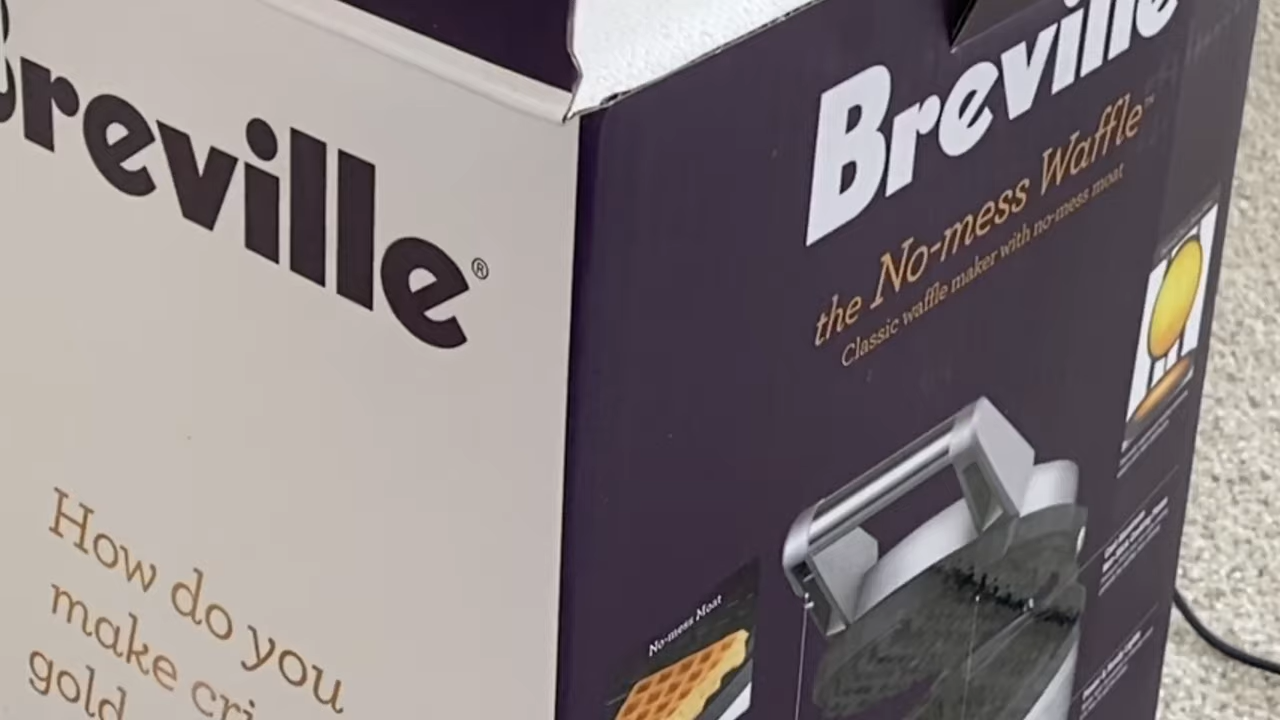 Breville®
How do you
make cri
gold
Breville
the No-mess Waffle™
Classic waffle maker with no-mess moat
No-mess Moat